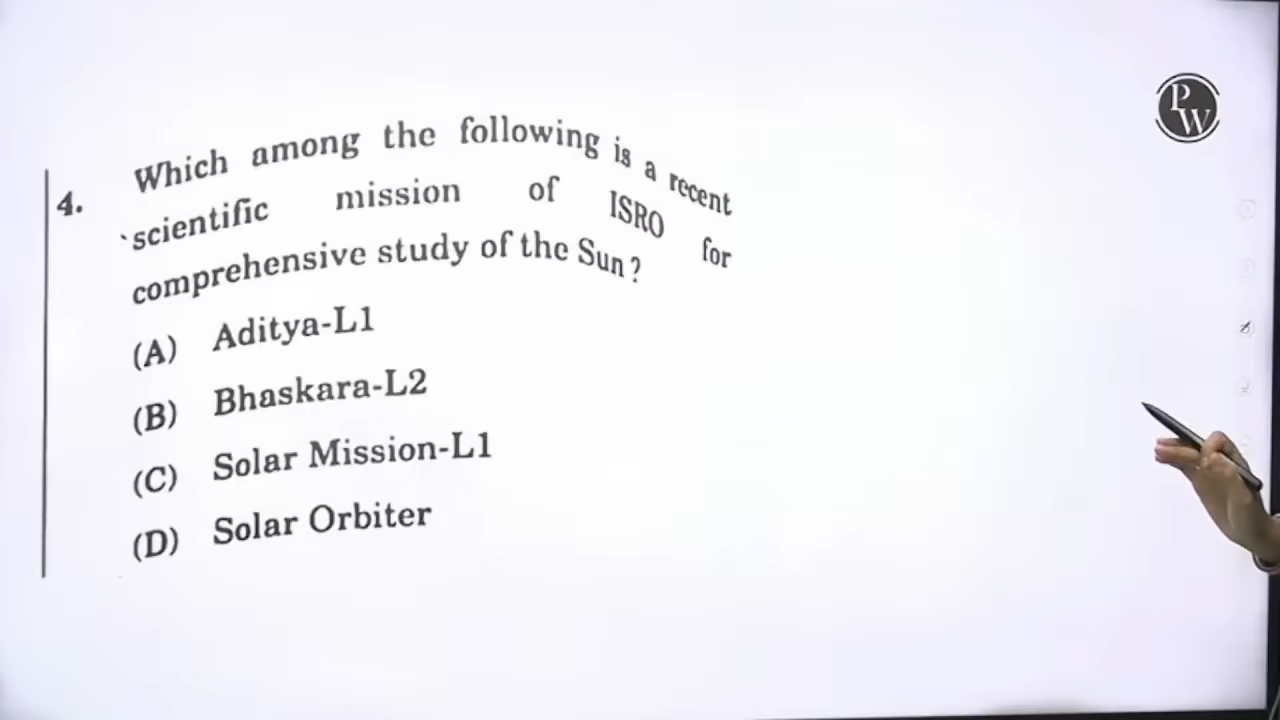 PW
4. Which among the following is a recent
scientific mission of ISRO for
comprehensive study of the Sun?
(A) Aditya-L1
(B) Bhaskara-L2
(C) Solar Mission-L1
(D) Solar Orbiter